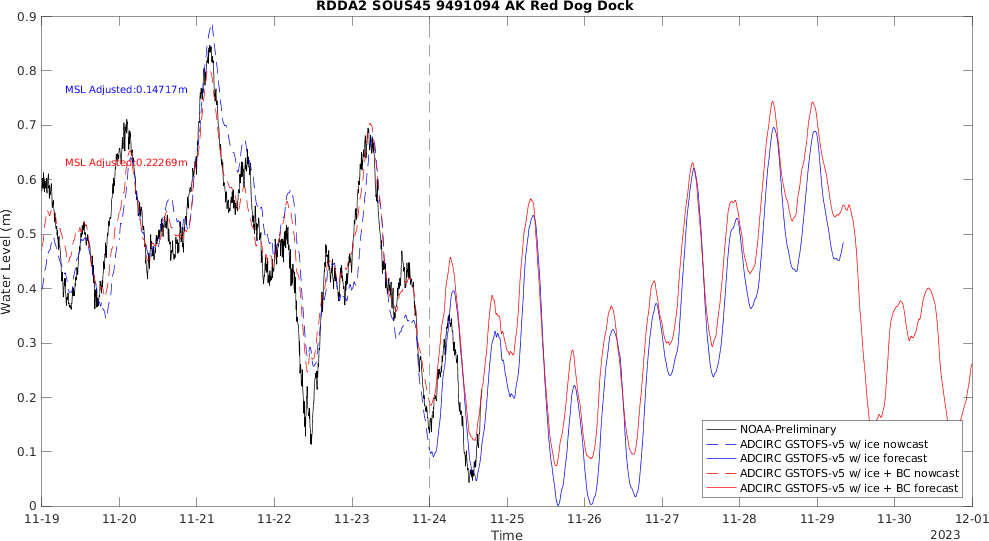 RDDA2 SOUS45 9491094 AK Red Dog Dock
0.9
0.8
MSL Adjusted:0.14717m
0.7
MSL Adjusted:0.22269m
0.6
0.5
Water Level (m)
0.4
0.3
0.2
0.1
0
NOAA-Preliminary
ADCIRC GSTOFS-v5 w/ ice nowcast
ADCIRC GSTOFS-v5 w/ ice forecast
ADCIRC GSTOFS-v5 w/ ice + BC nowcast
ADCIRC GSTOFS-v5 w/ ice + BC forecast
11-19 11-20 11-21 11-22 11-23 11-24 11-25 11-26 11-27 11-28 11-29 11-30 12-01
Time
2023